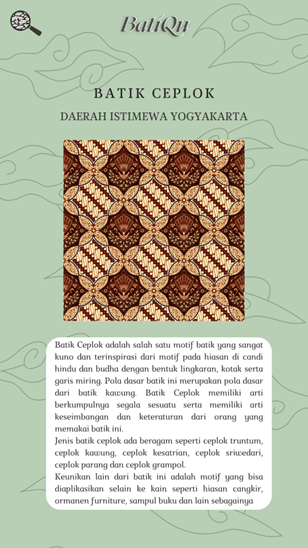 BatiQu
BATIK CEPLOK
DAERAH ISTIMEWA YOGYAKARTA
Batik Ceplok adalah salah satu motif batik yang sangat
kuno dan terinspirasi dari motif pada hiasan di candi
hindu dan budha dengan bentuk lingkaran, kotak serta
garis miring. Pola dasar batik ini merupakan pola dasar
dari batik kawung. Batik Ceplok memiliki arti
berkumpulnya segala sesuatu serta memiliki arti
keseimbangan dan keteraturan dari orang yang
memakai batik ini.
Jenis batik ceplok ada beragam seperti ceplok truntum,
ceplok kawung, ceplok kesatrian, ceplok sriwedari,
ceplok parang dan ceplok grampol.
Keunikan lain dari batik ini adalah motif yang bisa
diaplikasikan selain ke kain seperti hiasan cangkir,
ormanen furniture, sampul buku dan lain sebagainya